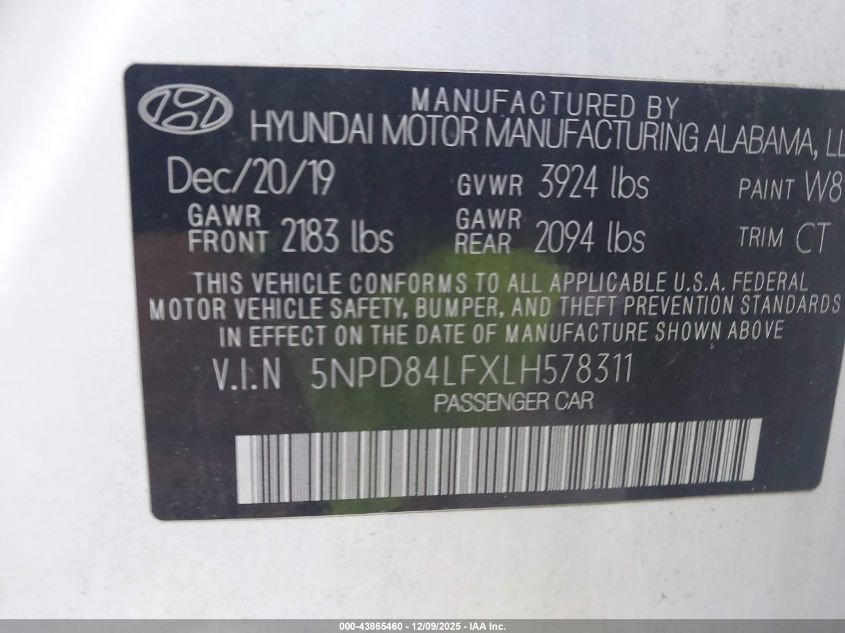 MANUFACTURED BY
HYUNDAI MOTOR MANUFACTURING ALABAMA, LL
Dec/20/19 GVWR 3924 lbs PAINT W8
GAWR FRONT 2183 lbs GAWR REAR 2094 lbs TRIM CT
THIS VEHICLE CONFORMS TO ALL APPLICABLE U.S.A. FEDERAL
MOTOR VEHICLE SAFETY, BUMPER, AND THEFT PREVENTION STANDARDS
IN EFFECT ON THE DATE OF MANUFACTURE SHOWN ABOVE
V.I.N 5NPD84LFXLH578311
PASSENGER CAR
000-43865460 - 12/09/2025 - IAA Inc.